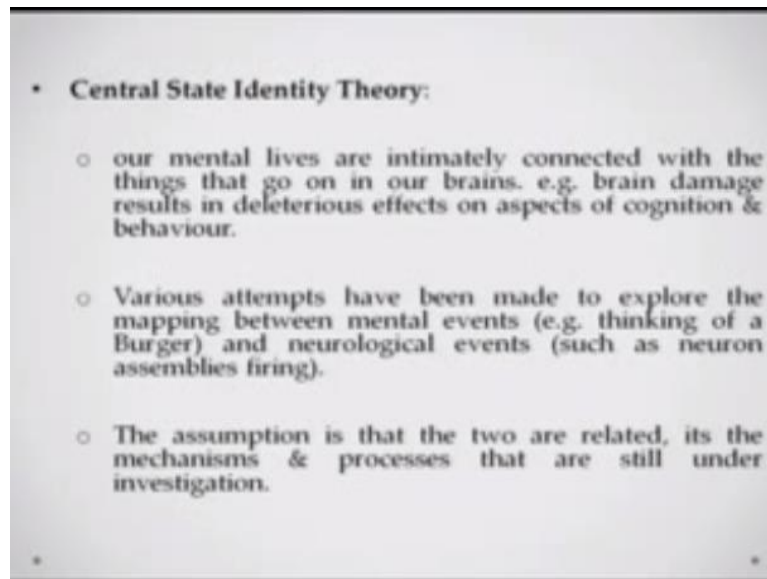 • Central State Identity Theory:
o our mental lives are intimately connected with the
things that go on in our brains. e.g. brain damage
results in deleterious effects on aspects of cognition &
behaviour.
o Various attempts have been made to explore the
mapping between mental events (e.g. thinking of a
Burger) and neurological events (such as neuron
assemblies firing).
o The assumption is that the two are related, its the
mechanisms & processes that are still under
investigation.